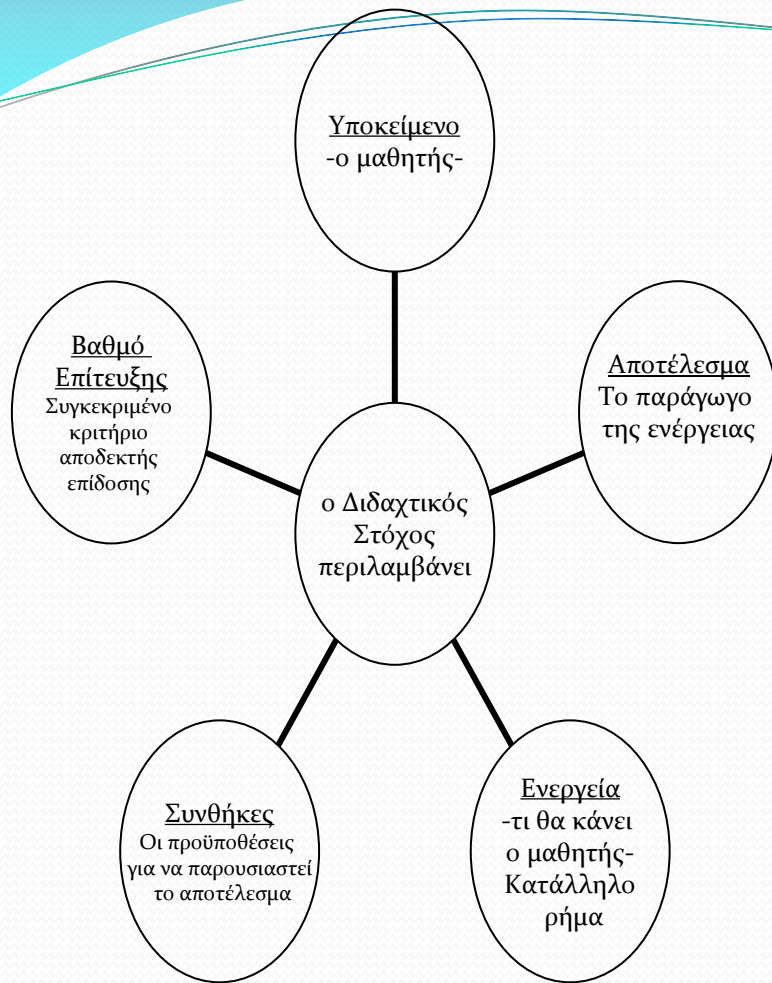 Υποκείμενο
-ο μαθητής-
Βαθμό
Επίτευξης
Συγκεκριμένο
κριτήριο
αποδεκτής
επίδοσης
Αποτέλεσμα
Το παράγωγο
της ενέργειας
ο Διδαχτικός
Στόχος
περιλαμβάνει
Συνθήκες
Οι προϋποθέσεις
για να παρουσιαστεί
το αποτέλεσμα
Ενεργεία
-τι θα κάνει
ο μαθητής-
Κατάλληλο
ρήμα